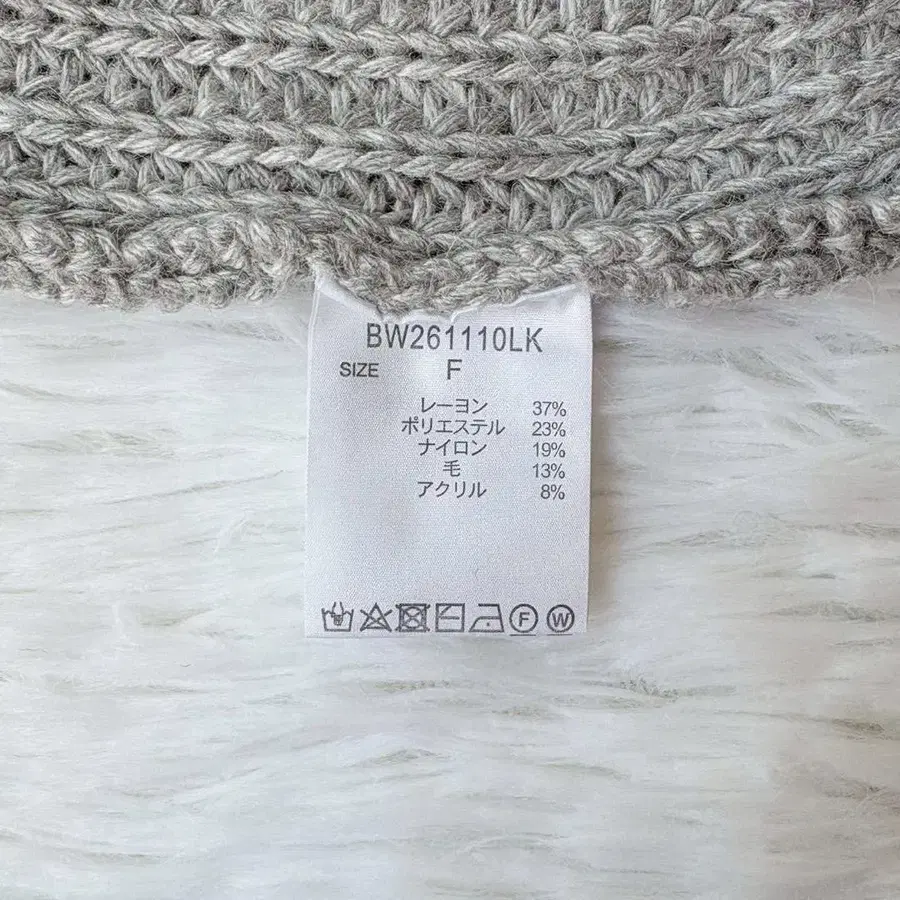 BW261110LK
SIZE F
レーヨン 37%
ポリエステル 23%
ナイロン 19%
毛 13%
アクリル 8%
F W